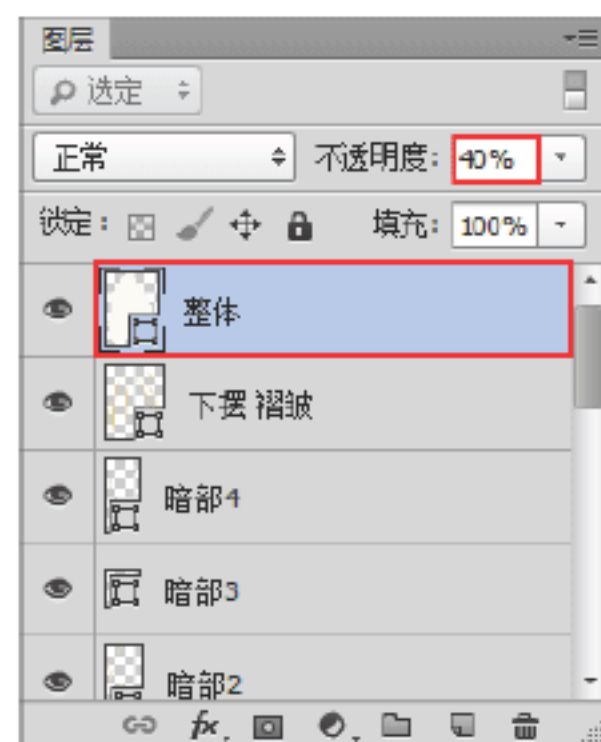 图层
选定
正常 不透明度: 40%
锁定: 填充: 100%
整体
下摆 褶皱
暗部4
暗部3
暗部2
fx